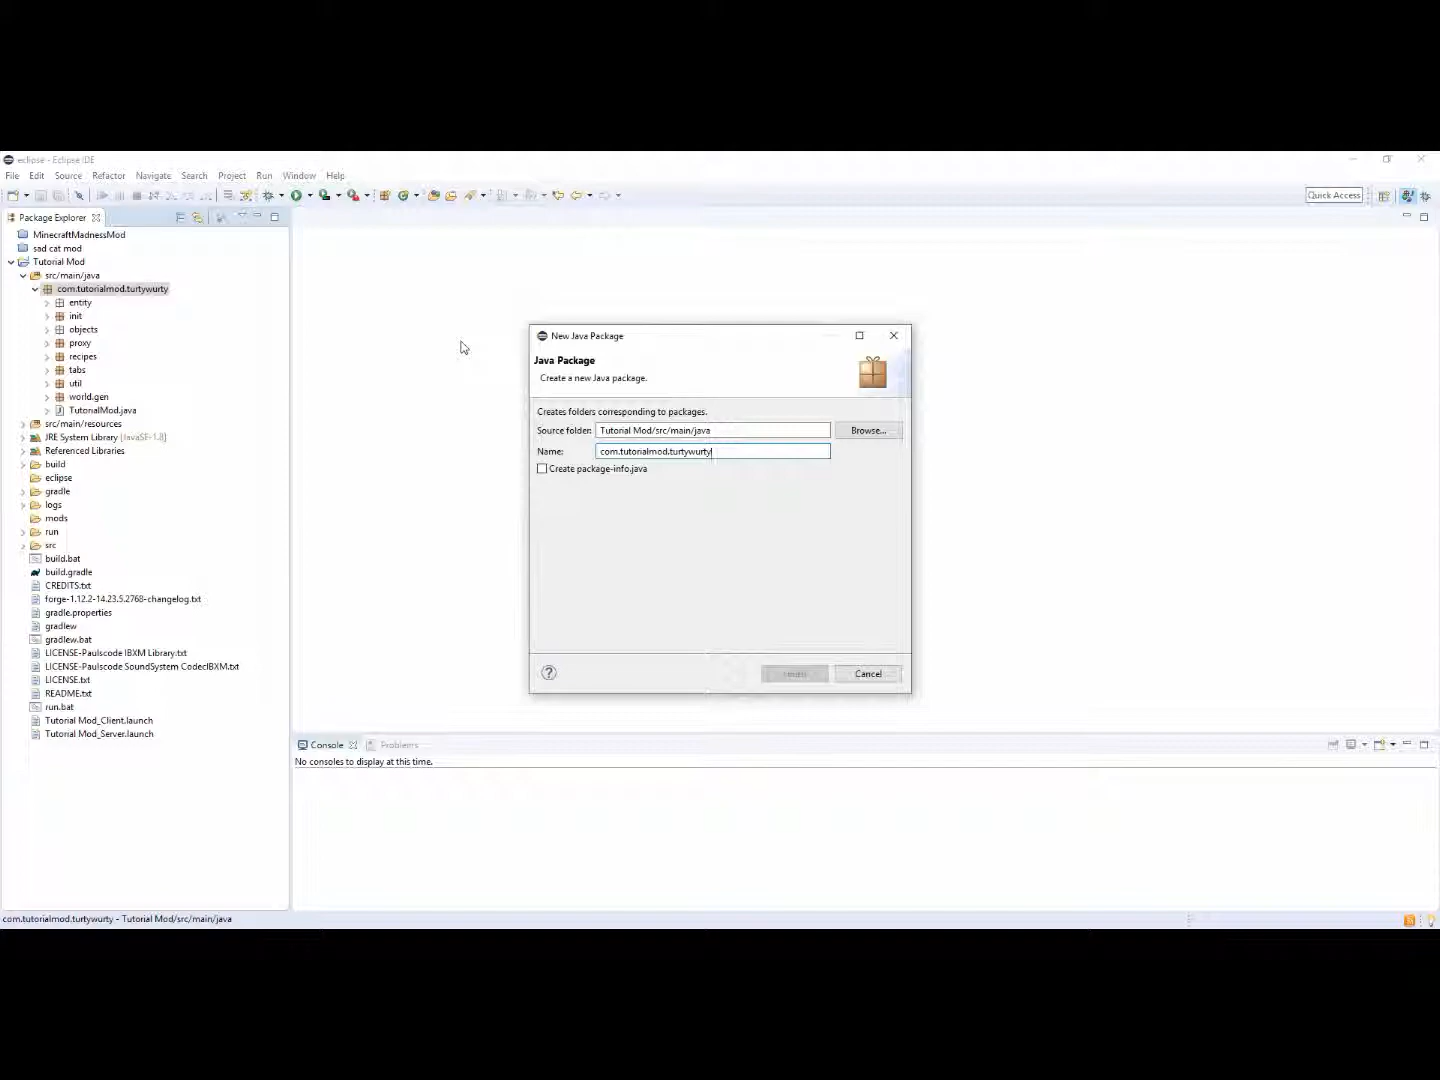 eclipse - Eclipse IDE
File Edit Source Refactor Navigate Search Project Run Window Help
Quick Access
Package Explorer
MinecraftMadnessMod
sad cat mod
Tutorial Mod
src/main/java
com.tutorialmod.turtywurty
entity
init
objects
proxy
recipes
tabs
util
world.gen
TutorialMod.java
src/main/resources
JRE System Library [JavaSE-1.8]
Referenced Libraries
build
eclipse
gradle
logs
mods
run
src
build.bat
build.gradle
CREDITS.txt
forge-1.12.2-14.23.5.2768-changelog.txt
gradle.properties
gradlew
gradlew.bat
LICENSE-Paulscode IBXM Library.txt
LICENSE-Paulscode SoundSystem CodecIBXM.txt
LICENSE.txt
README.txt
run.bat
Tutorial Mod_Client.launch
Tutorial Mod_Server.launch
New Java Package
Java Package
Create a new Java package.
Creates folders corresponding to packages.
Source folder: Tutorial Mod/src/main/java Browse...
Name: com.tutorialmod.turtywurty
Create package-info.java
Cancel
Console Problems
No consoles to display at this time.
com.tutorialmod.turtywurty - Tutorial Mod/src/main/java